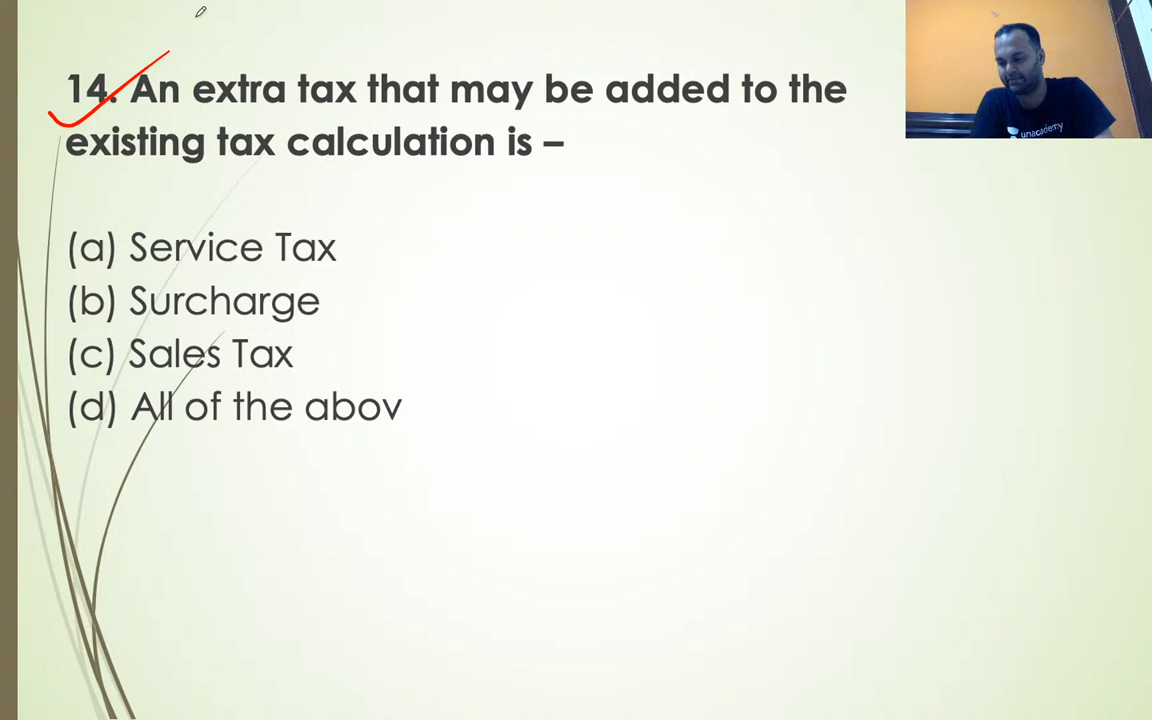 14. An extra tax that may be added to the
existing tax calculation is –
(a) Service Tax
(b) Surcharge
(c) Sales Tax
(d) All of the abov
unacademy